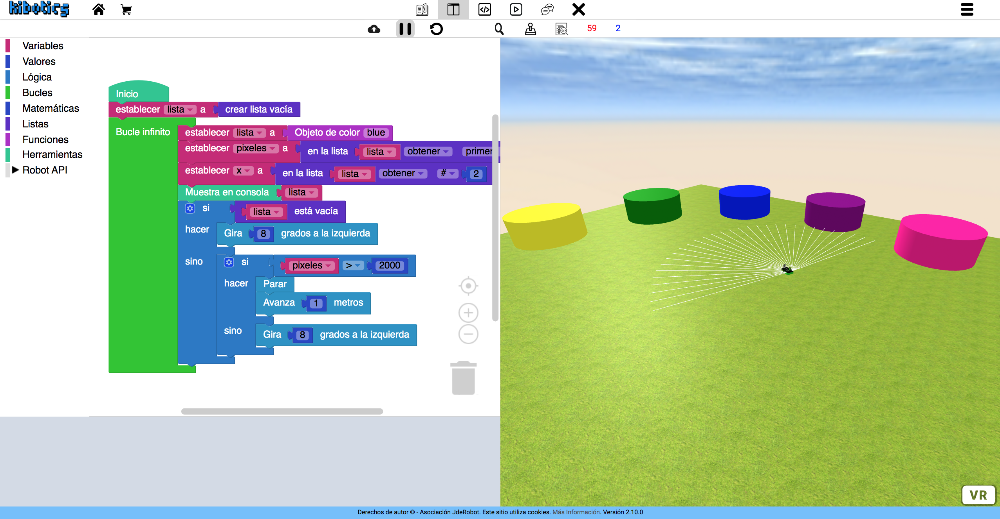 kibotics
59 2
Variables
Valores
Lógica
Bucles
Matemáticas
Listas
Funciones
Herramientas
Robot API
Inicio
establecer lista a crear lista vacía
Bucle infinito
establecer lista a Objeto de color blue
establecer pixeles a en la lista lista obtener primer
establecer x a en la lista lista obtener # 2
Muestra en consola lista
si lista está vacía
hacer Gira 8 grados a la izquierda
sino si pixeles > 2000
hacer Parar
Avanza 1 metros
sino Gira 8 grados a la izquierda
VR
Derechos de autor © - Asociación JdeRobot. Este sitio utiliza cookies. Más Información. Versión 2.10.0